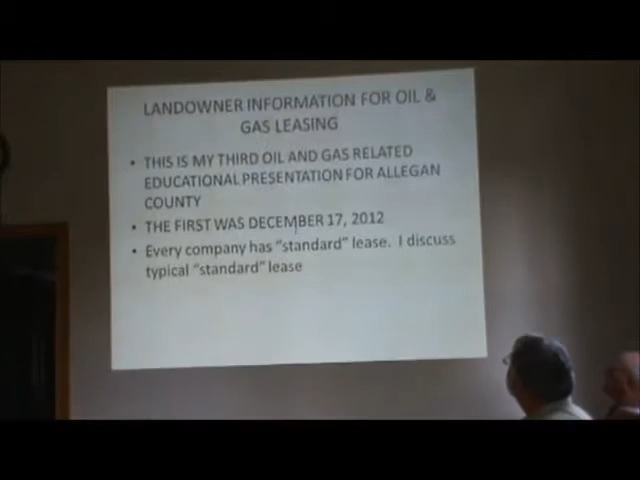 LANDOWNER INFORMATION FOR OIL &
GAS LEASING
• THIS IS MY THIRD OIL AND GAS RELATED
EDUCATIONAL PRESENTATION FOR ALLEGAN
COUNTY
• THE FIRST WAS DECEMBER 17, 2012
• Every company has "standard" lease. I discuss
typical "standard" lease